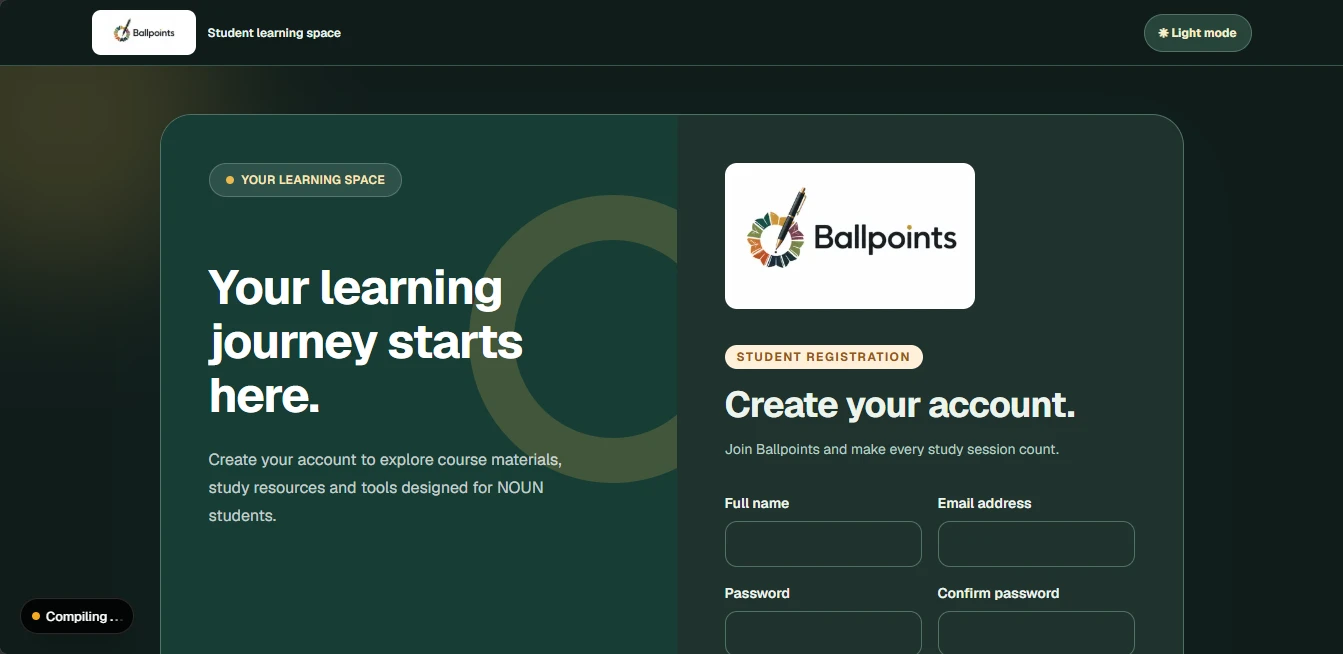 Ballpoints
Student learning space
Light mode
YOUR LEARNING SPACE
Your learning
journey starts
here.
Create your account to explore course materials,
study resources and tools designed for NOUN
students.
Ballpoints
STUDENT REGISTRATION
Create your account.
Join Ballpoints and make every study session count.
Full name
Email address
Password
Confirm password
Compiling ...